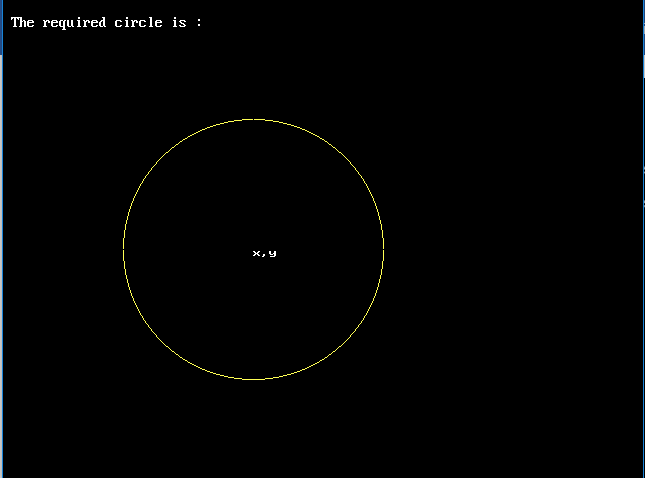 The required circle is :
x,y